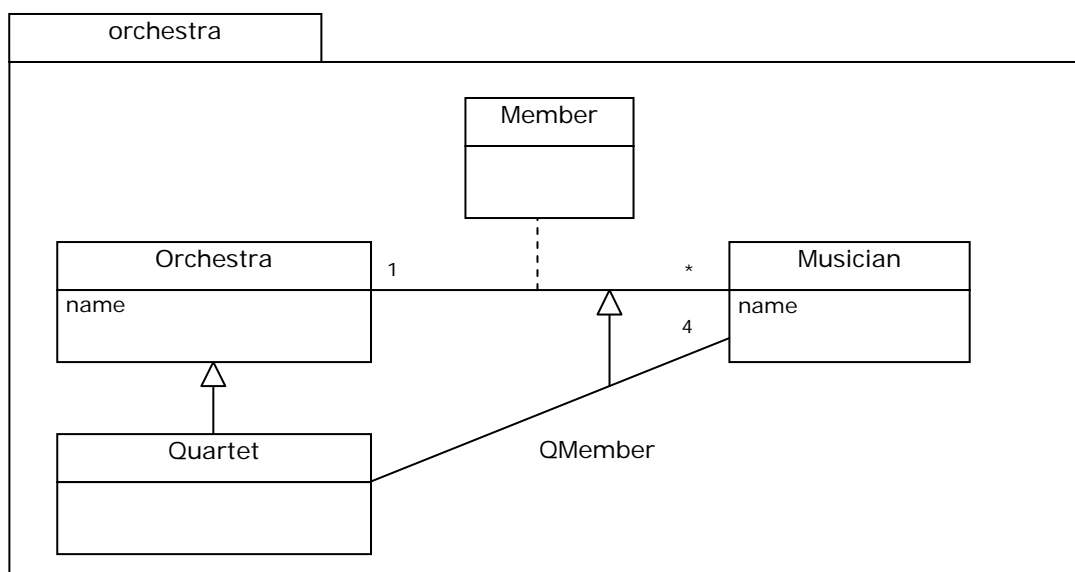 orchestra
Member
Orchestra
1
*
Musician
name
name
4
Quartet
QMember